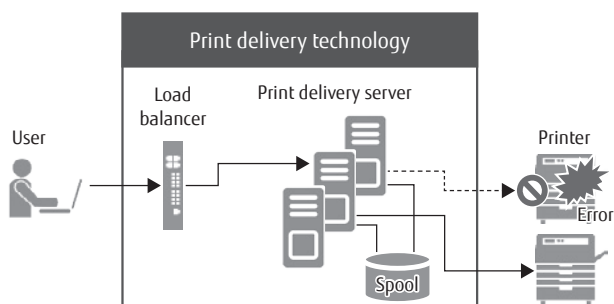 Print delivery technology
Load
balancer
Print delivery server
User
Printer
Error
Spool